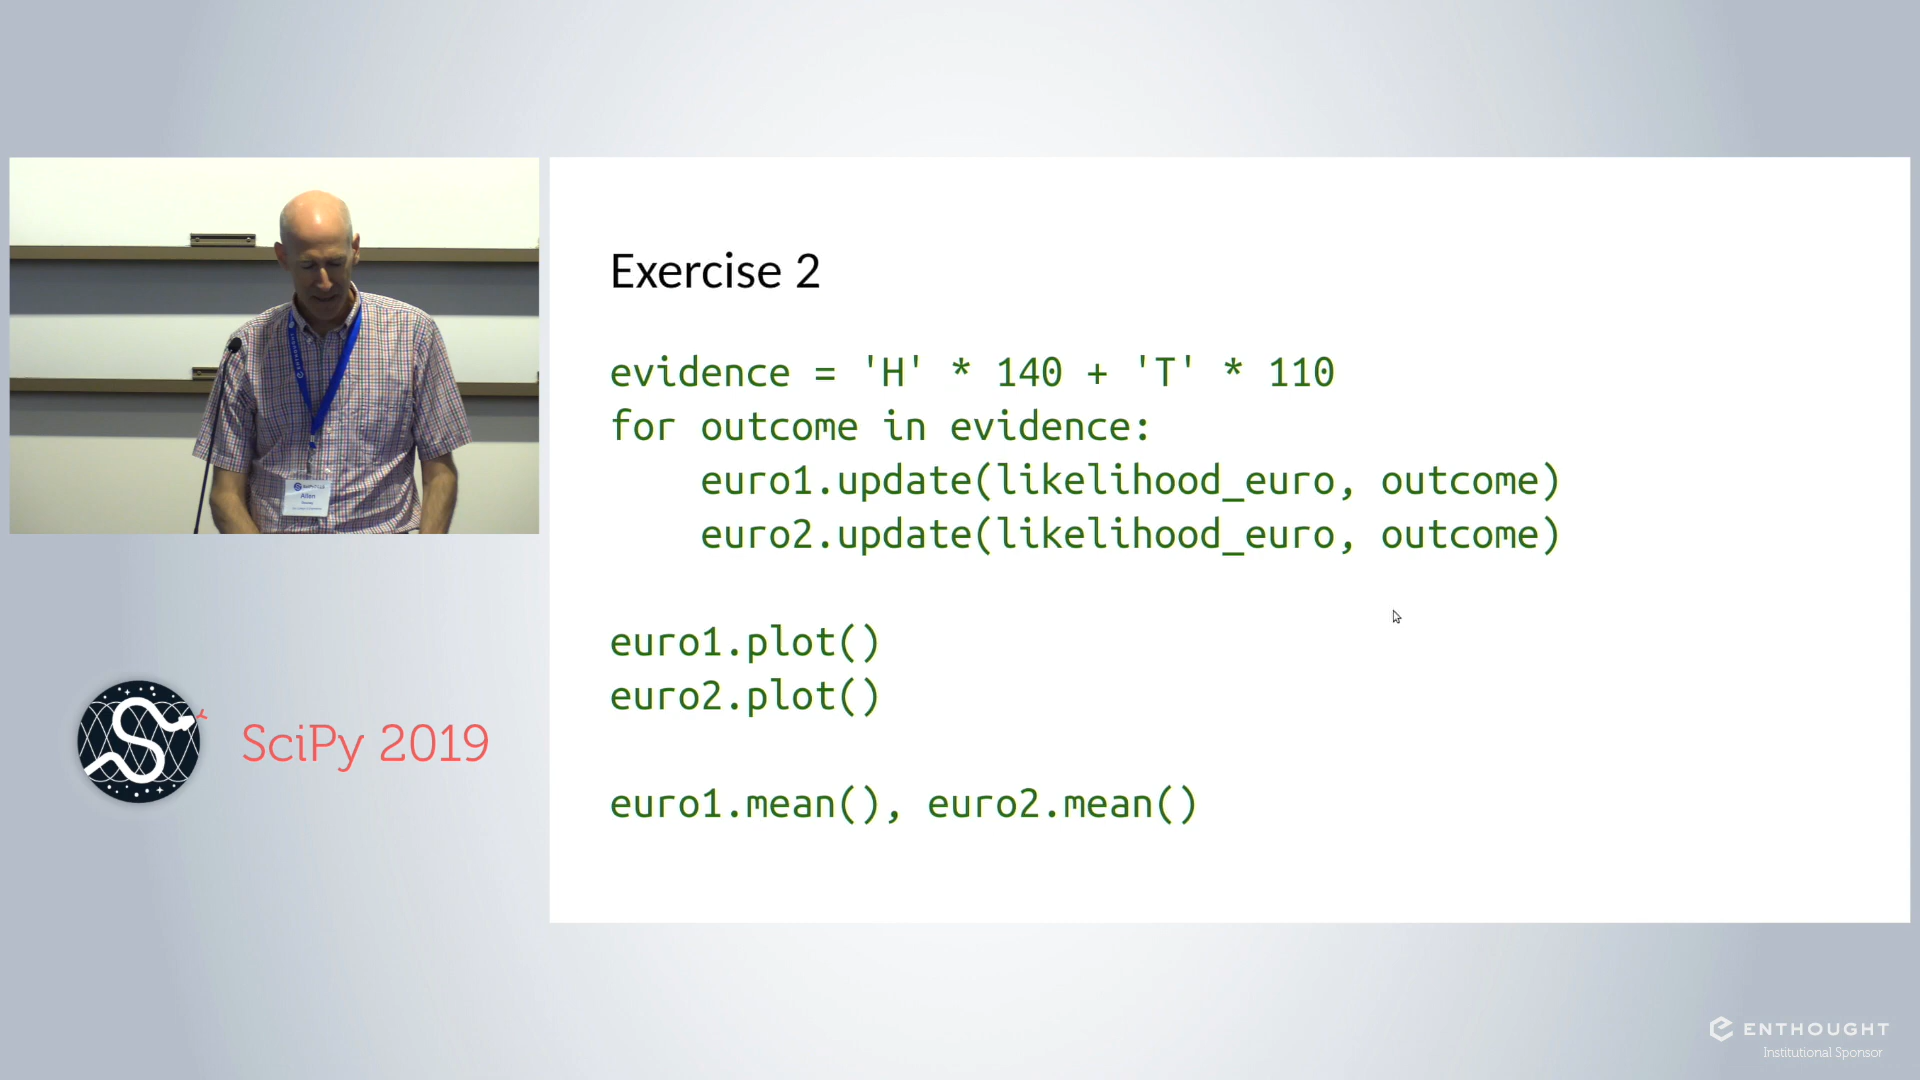 Exercise 2
evidence = 'H' * 140 + 'T' * 110
for outcome in evidence:
    euro1.update(likelihood_euro, outcome)
    euro2.update(likelihood_euro, outcome)
euro1.plot()
euro2.plot()
euro1.mean(), euro2.mean()
Allen
SciPy 2019
ENTHOUGHT
Institutional Sponsor